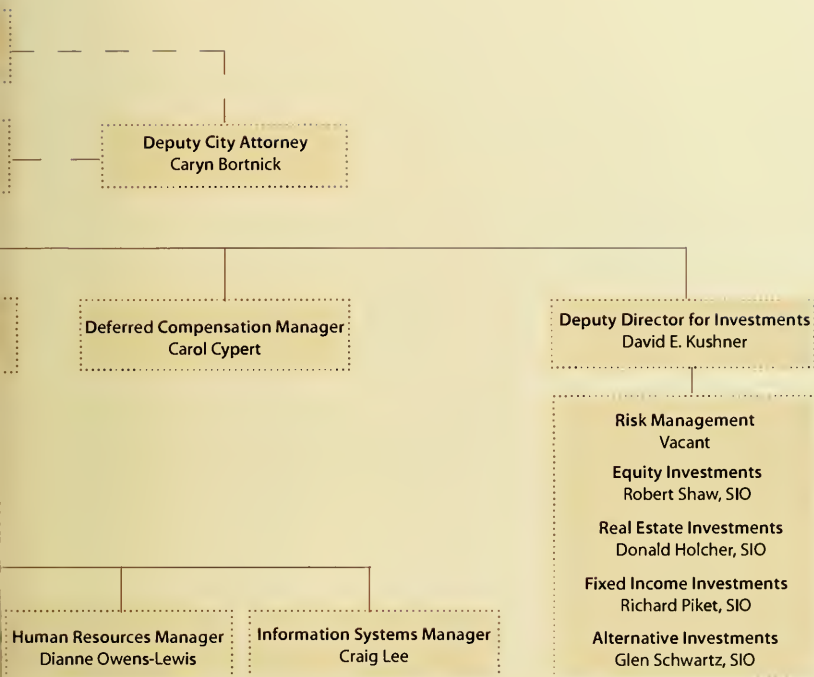 Deputy City Attorney
Caryn Bortnick
Deferred Compensation Manager
Carol Cypert
Deputy Director for Investments
David E. Kushner
Risk Management
Vacant
Equity Investments
Robert Shaw, SIO
Real Estate Investments
Donald Holcher, SIO
Fixed Income Investments
Richard Piket, SIO
Alternative Investments
Glen Schwartz, SIO
Human Resources Manager
Dianne Owens-Lewis
Information Systems Manager
Craig Lee